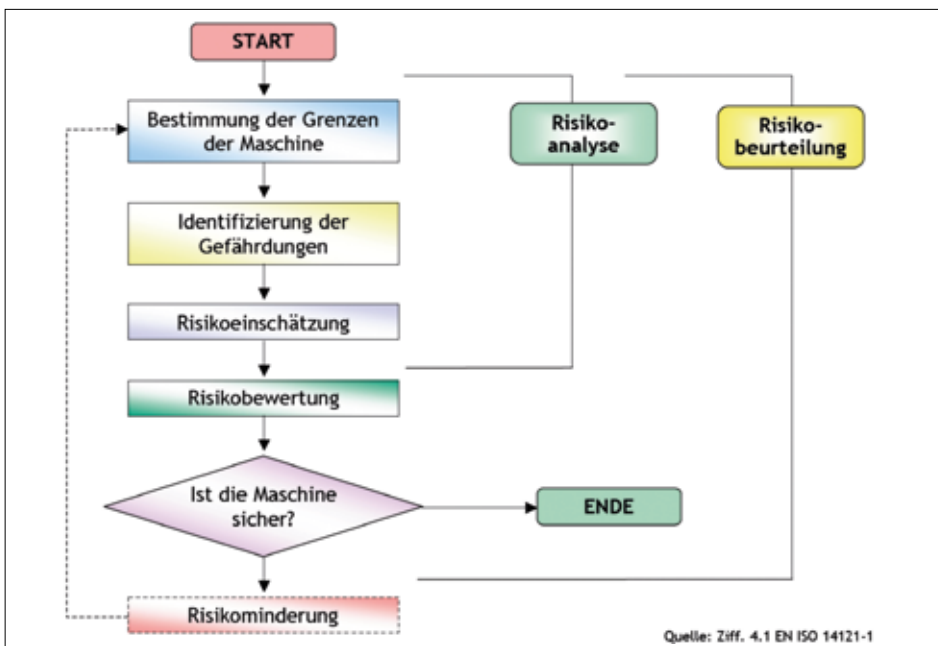 START
Bestimmung der Grenzen
der Maschine
Risiko-
analyse
Risiko-
beurteilung
Identifizierung der
Gefährdungen
Risikoeinschätzung
Risikobewertung
Ist die Maschine
sicher?
ENDE
Risikominderung
Quelle: Ziff. 4.1 EN ISO 14121-1